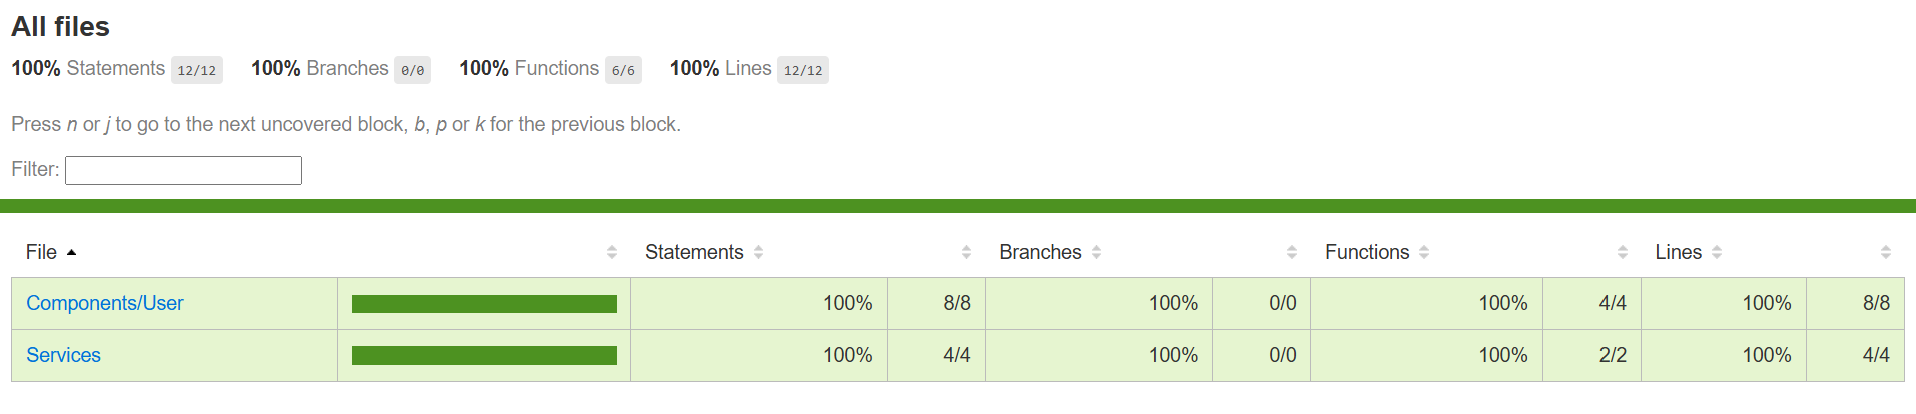 All files
100% Statements 12/12 100% Branches 0/0 100% Functions 6/6 100% Lines 12/12
Press n or j to go to the next uncovered block, b, p or k for the previous block.
Filter:
File Statements Branches Functions Lines
Components/User 100% 8/8 100% 0/0 100% 4/4 100% 8/8
Services 100% 4/4 100% 0/0 100% 2/2 100% 4/4